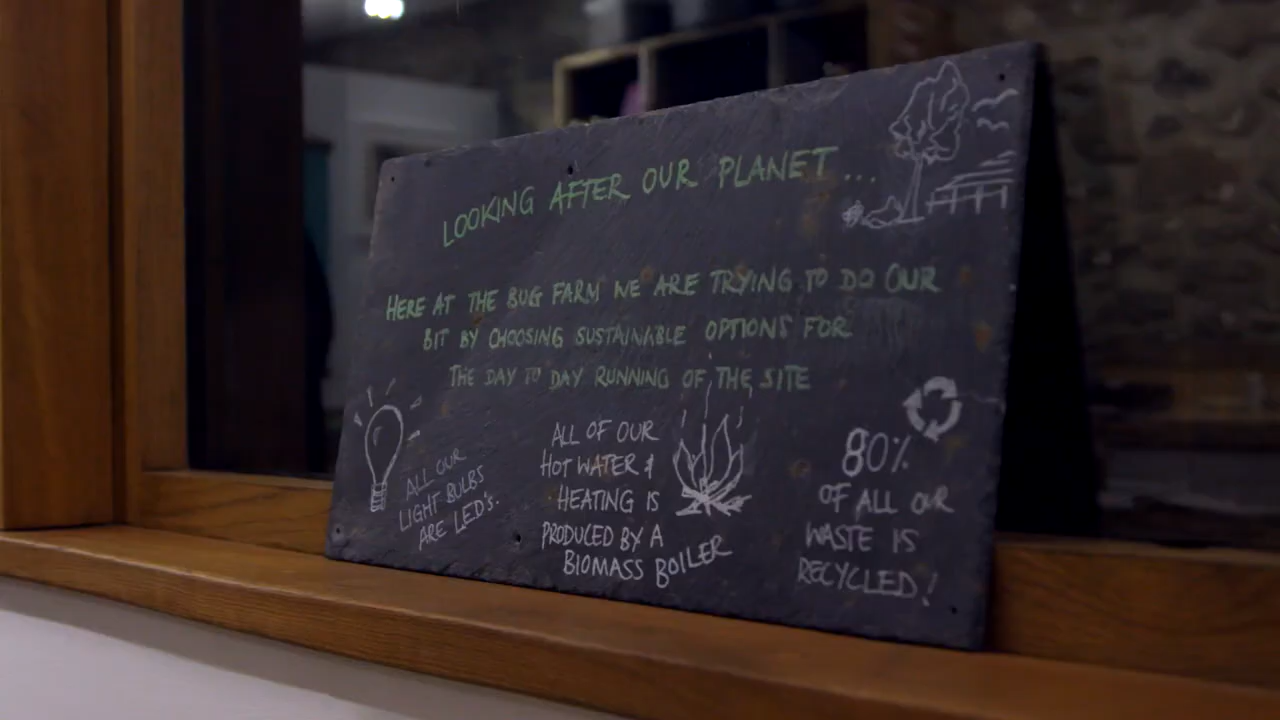 LOOKING AFTER OUR PLANET...
HERE AT THE BUG FARM WE ARE TRYING TO DO OUR
BIT BY CHOOSING SUSTAINABLE OPTIONS FOR
THE DAY TO DAY RUNNING OF THE SITE
ALL OUR
LIGHT BULBS
ARE LED's.
ALL OF OUR
HOT WATER &
HEATING IS
PRODUCED BY A
BIOMASS BOILER
80%
OF ALL OUR
WASTE IS
RECYCLED!